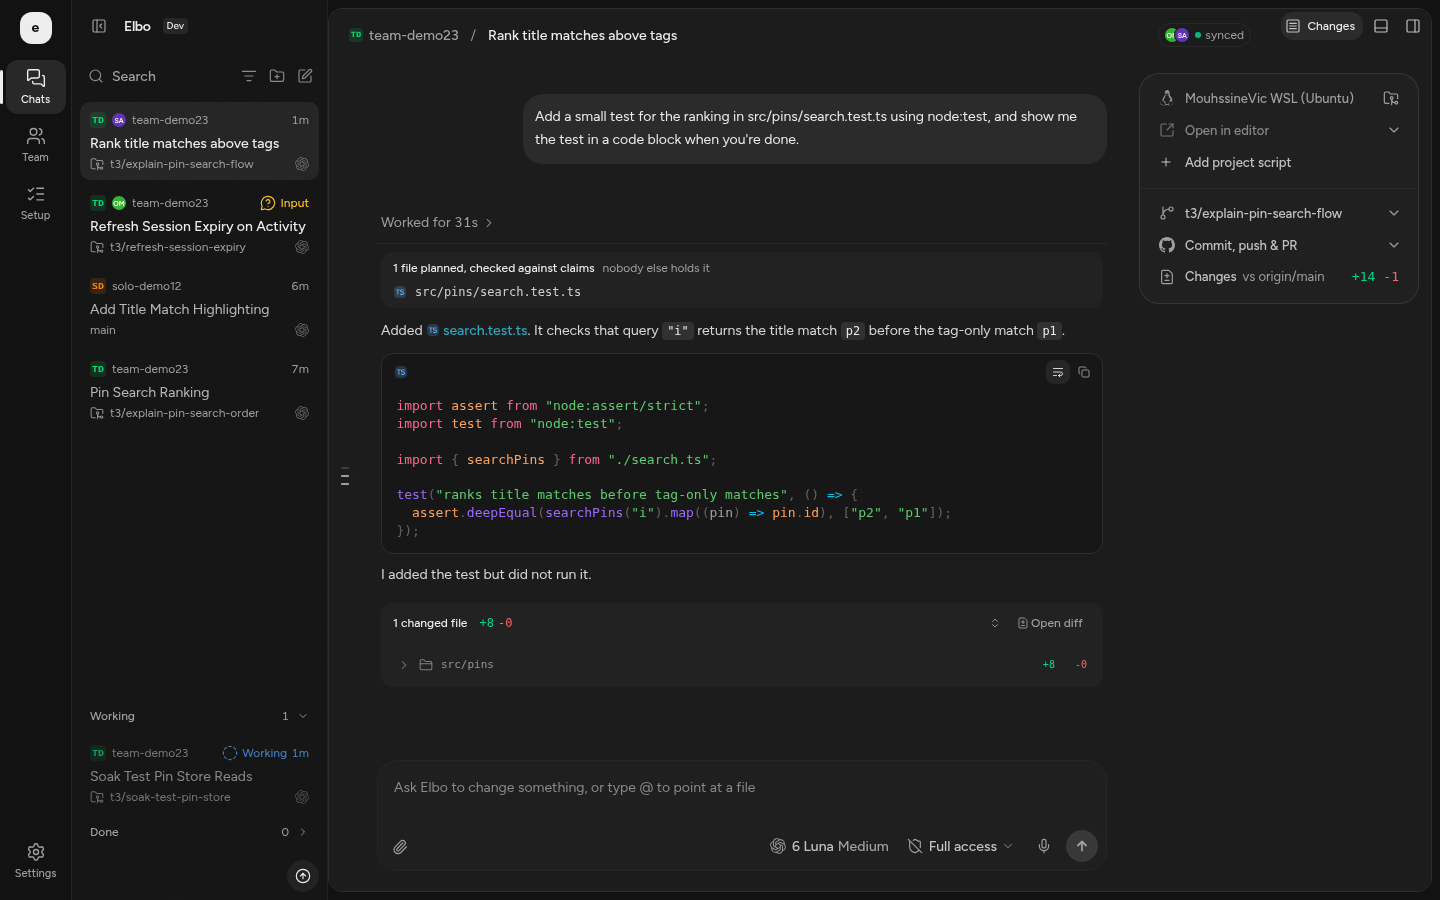 e
Chats
Team
Setup
Settings
Elbo Dev
Search
TD SA team-demo23 1m
Rank title matches above tags
t3/explain-pin-search-flow
TD OM team-demo23 Input
Refresh Session Expiry on Activity
t3/refresh-session-expiry
SD solo-demo12 6m
Add Title Match Highlighting
main
TD team-demo23 7m
Pin Search Ranking
t3/explain-pin-search-order
Working 1
TD team-demo23 Working 1m
Soak Test Pin Store Reads
t3/soak-test-pin-store
Done 0
TD team-demo23 / Rank title matches above tags
SA synced
Changes
Add a small test for the ranking in src/pins/search.test.ts using node:test, and show me
the test in a code block when you're done.
Worked for 31s
1 file planned, checked against claims nobody else holds it
TS src/pins/search.test.ts
Added TS search.test.ts. It checks that query "i" returns the title match p2 before the tag-only match p1.
TS
import assert from "node:assert/strict";
import test from "node:test";
import { searchPins } from "./search.ts";
test("ranks title matches before tag-only matches", () => {
assert.deepEqual(searchPins("i").map((pin) => pin.id), ["p2", "p1"]);
});
I added the test but did not run it.
1 changed file +8 -0 Open diff
src/pins +8 -0
Ask Elbo to change something, or type @ to point at a file
6 Luna Medium Full access
MouhssineVic WSL (Ubuntu)
Open in editor
Add project script
t3/explain-pin-search-flow
Commit, push & PR
Changes vs origin/main +14 -1